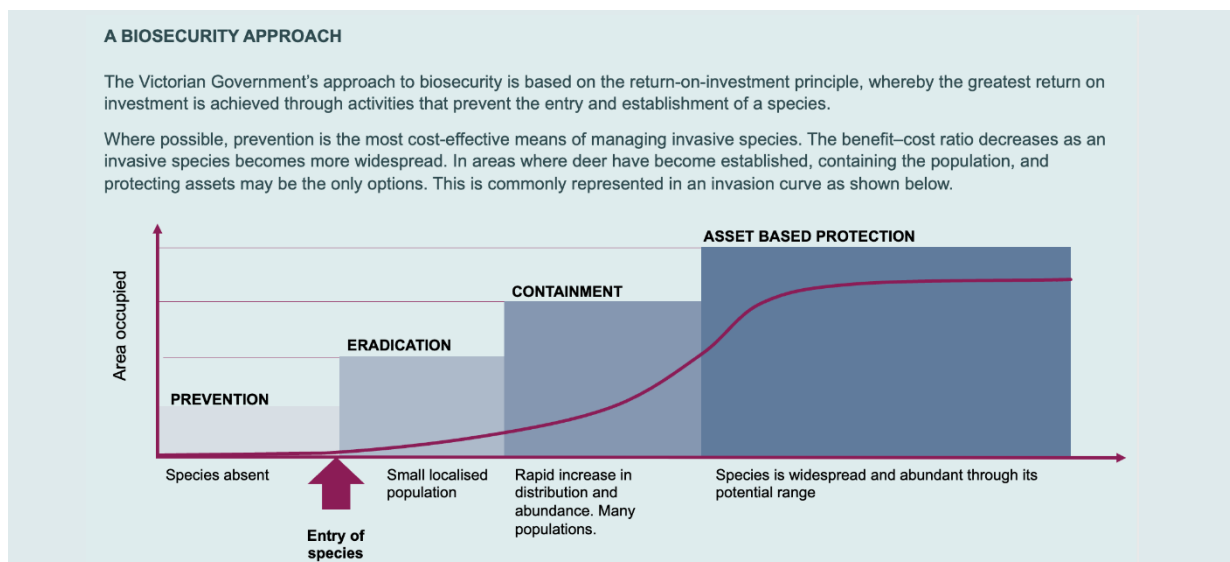 A BIOSECURITY APPROACH
The Victorian Government's approach to biosecurity is based on the return-on-investment principle, whereby the greatest return on
investment is achieved through activities that prevent the entry and establishment of a species.
Where possible, prevention is the most cost-effective means of managing invasive species. The benefit–cost ratio decreases as an
invasive species becomes more widespread. In areas where deer have become established, containing the population, and
protecting assets may be the only options. This is commonly represented in an invasion curve as shown below.
ASSET BASED PROTECTION
CONTAINMENT
ERADICATION
PREVENTION
Area occupied
Species absent
Entry of
species
Small localised
population
Rapid increase in
distribution and
abundance. Many
populations.
Species is widespread and abundant through its
potential range